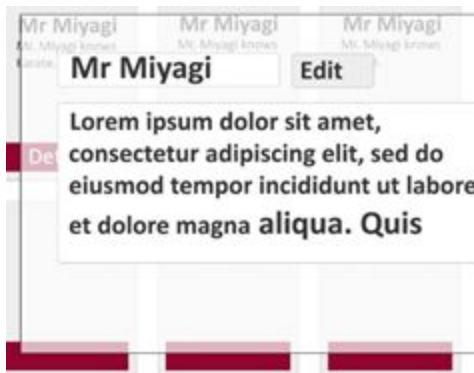 Mr Miyagi Mr Miyagi Mr Miyagi
Mr. Miyagi knows Mr. Miyagi knows Mr. Miyagi knows
Karate.
Mr Miyagi Edit
Lorem ipsum dolor sit amet,
Det
consectetur adipiscing elit, sed do
eiusmod tempor incididunt ut labore
et dolore magna aliqua. Quis